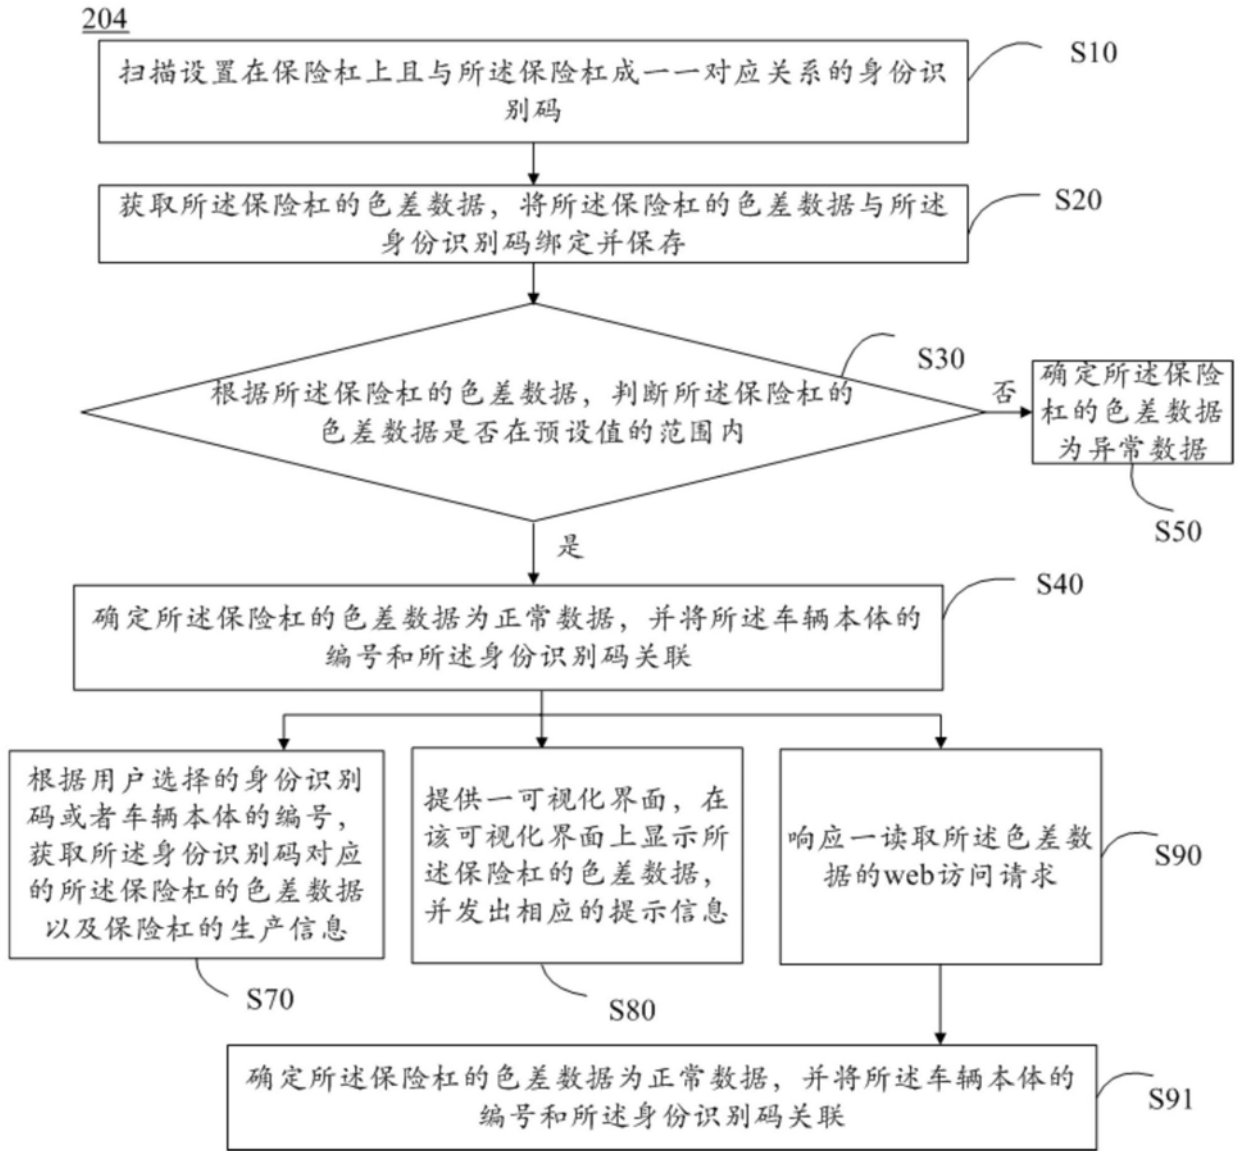 204
扫描设置在保险杠上且与所述保险杠成一一对应关系的身份识
别码
S10
获取所述保险杠的色差数据，将所述保险杠的色差数据与所述
身份识别码绑定并保存
S20
根据所述保险杠的色差数据，判断所述保险杠的
色差数据是否在预设值的范围内
S30
否
确定所述保险
杠的色差数据
为异常数据
S50
是
确定所述保险杠的色差数据为正常数据，并将所述车辆本体的
编号和所述身份识别码关联
S40
根据用户选择的身份识别
码或者车辆本体的编号，
获取所述身份识别码对应
的所述保险杠的色差数据
以及保险杠的生产信息
S70
提供一可视化界面，在
该可视化界面上显示所
述保险杠的色差数据，
并发出相应的提示信息
S80
响应一读取所述色差数
据的web访问请求
S90
确定所述保险杠的色差数据为正常数据，并将所述车辆本体的
编号和所述身份识别码关联
S91